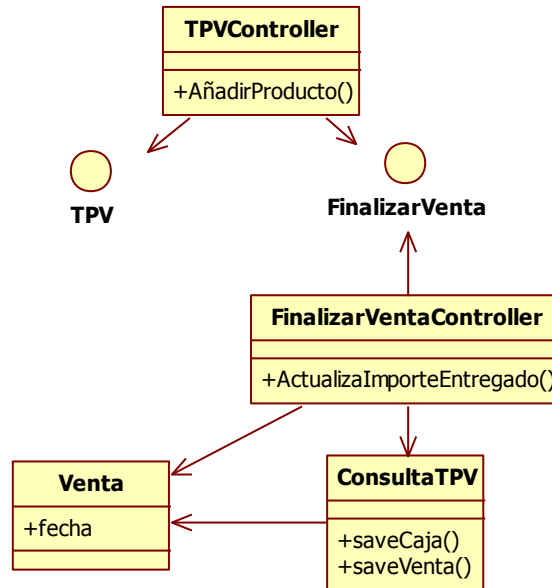 TPVController
+AñadirProducto()
TPV
FinalizarVenta
FinalizarVentaController
+ActualizaImporteEntregado()
Venta
+fecha
ConsultaTPV
+saveCaja()
+saveVenta()